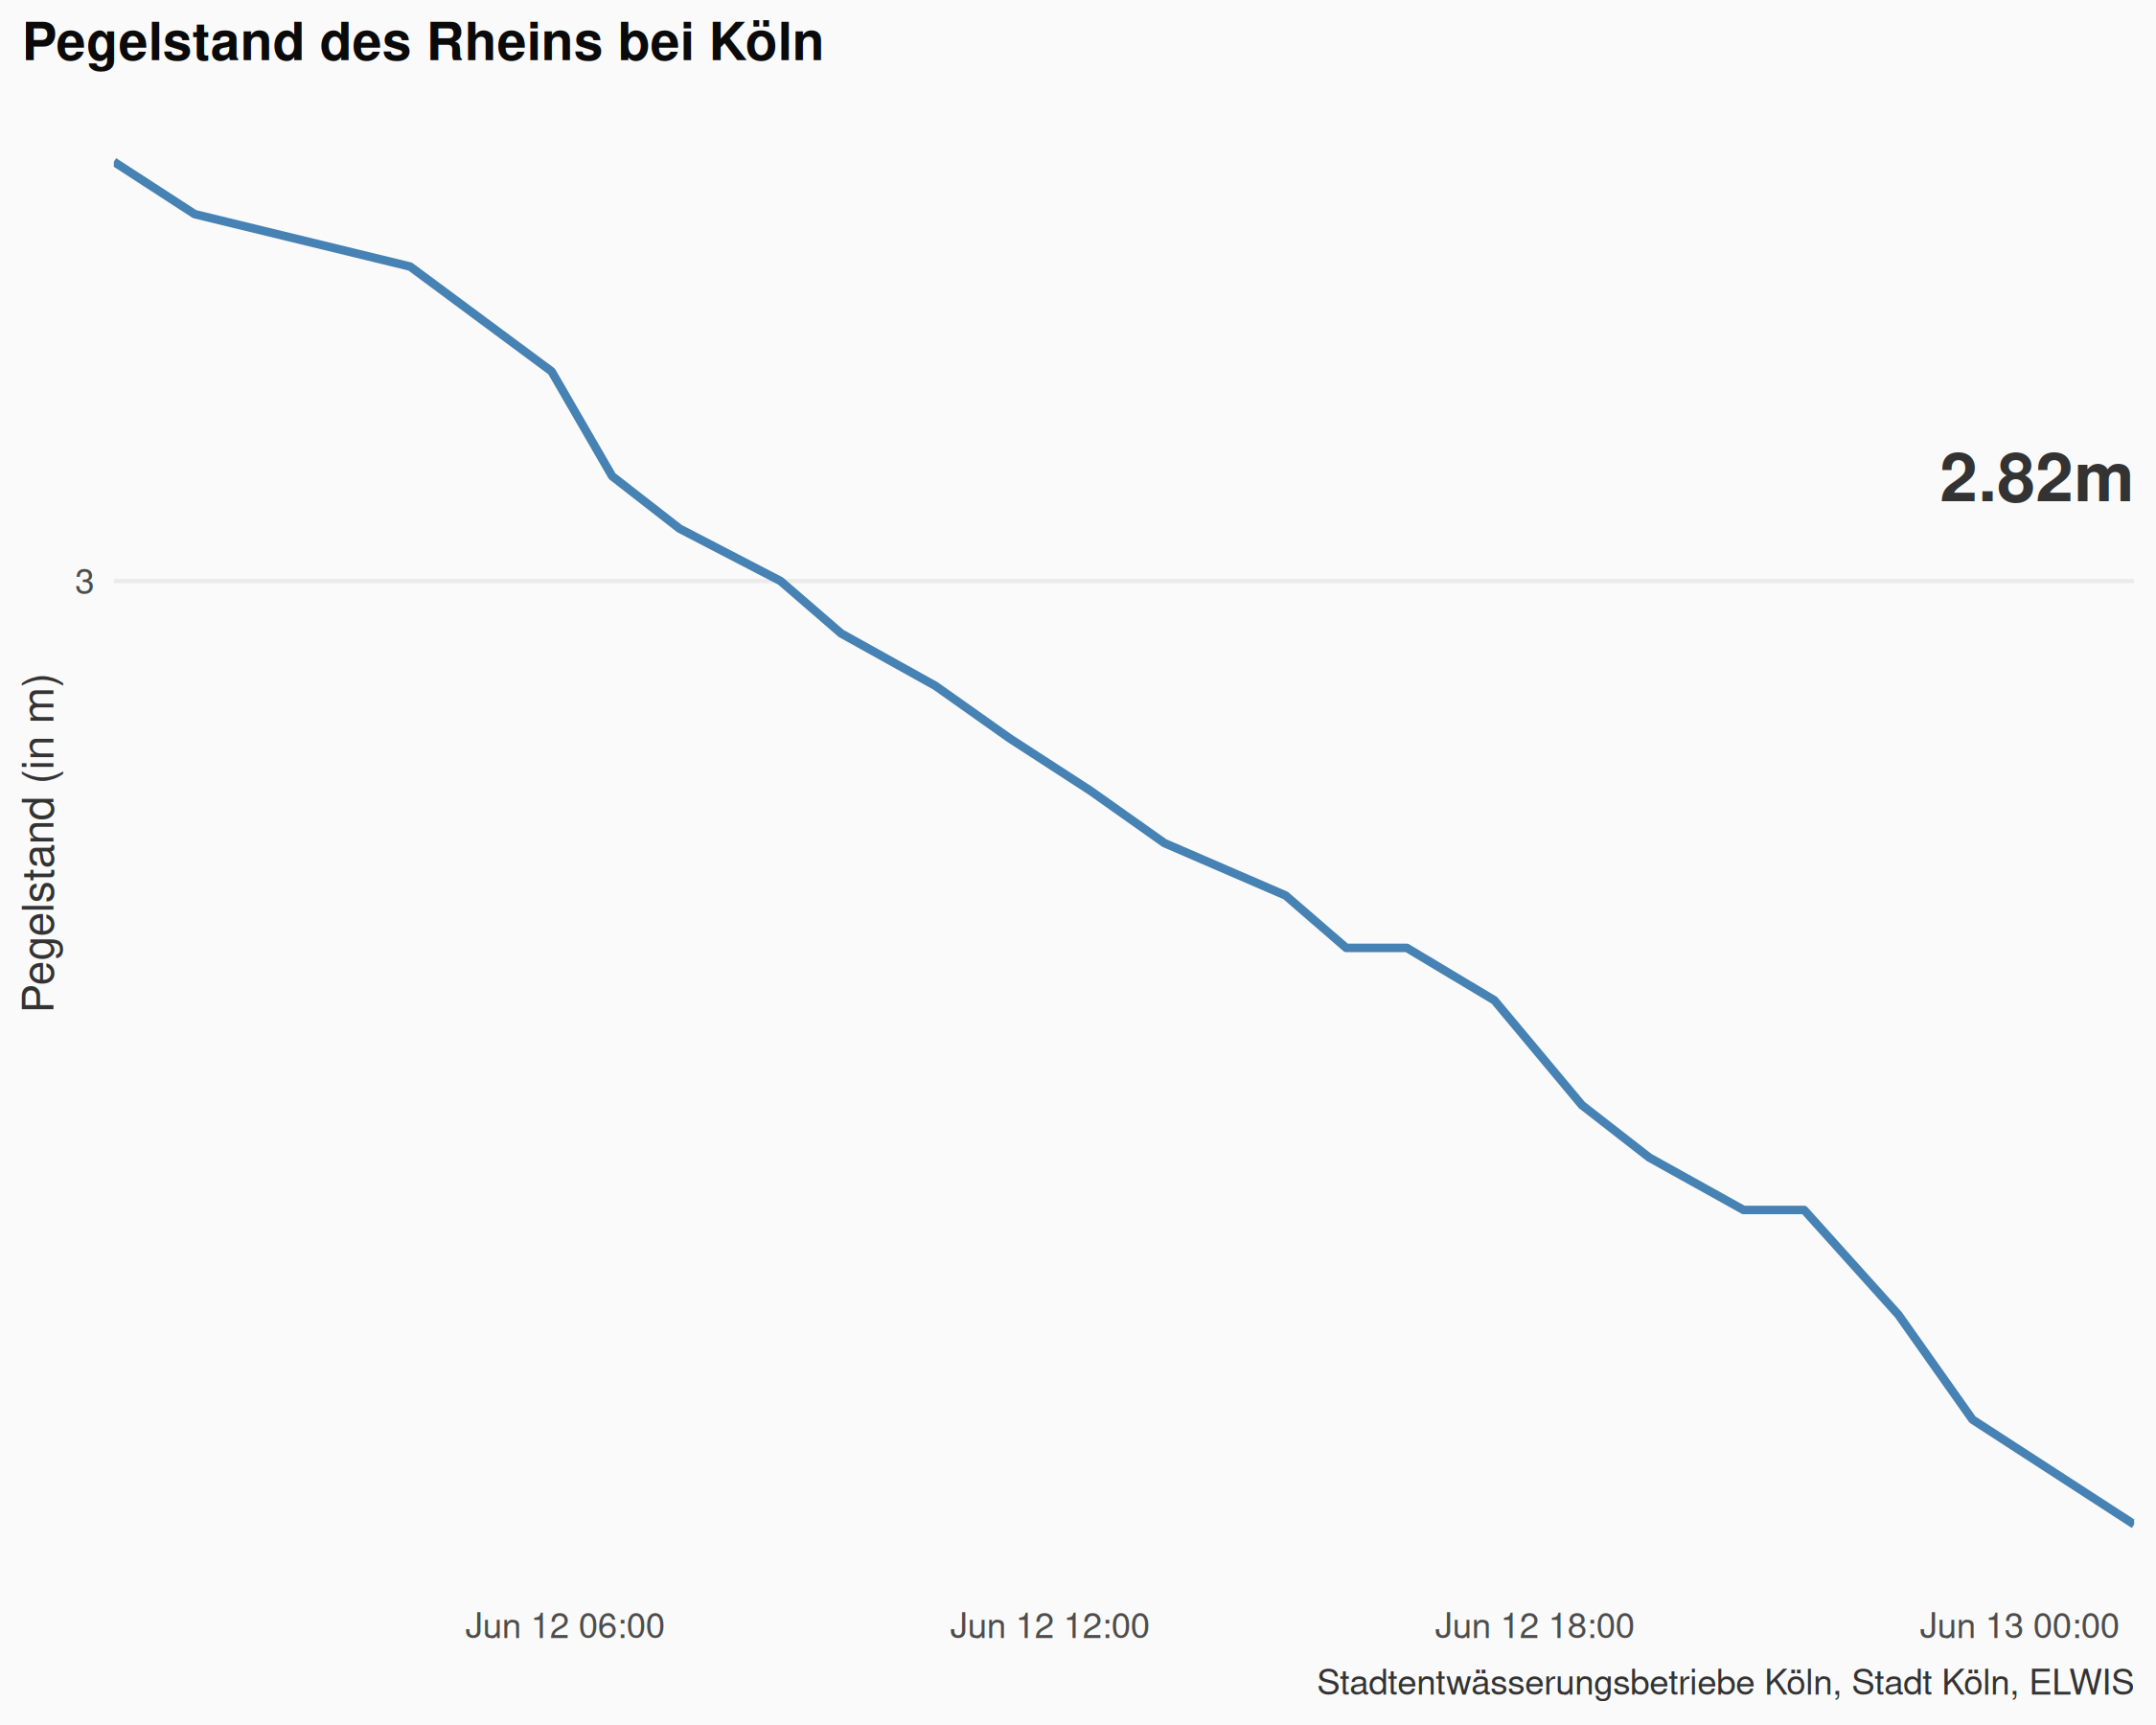 Pegelstand des Rheins bei Köln
2.82m
3
Pegelstand (in m)
Jun 12 06:00
Jun 12 12:00
Jun 12 18:00
Jun 13 00:00
Stadtentwässerungsbetriebe Köln, Stadt Köln, ELWIS